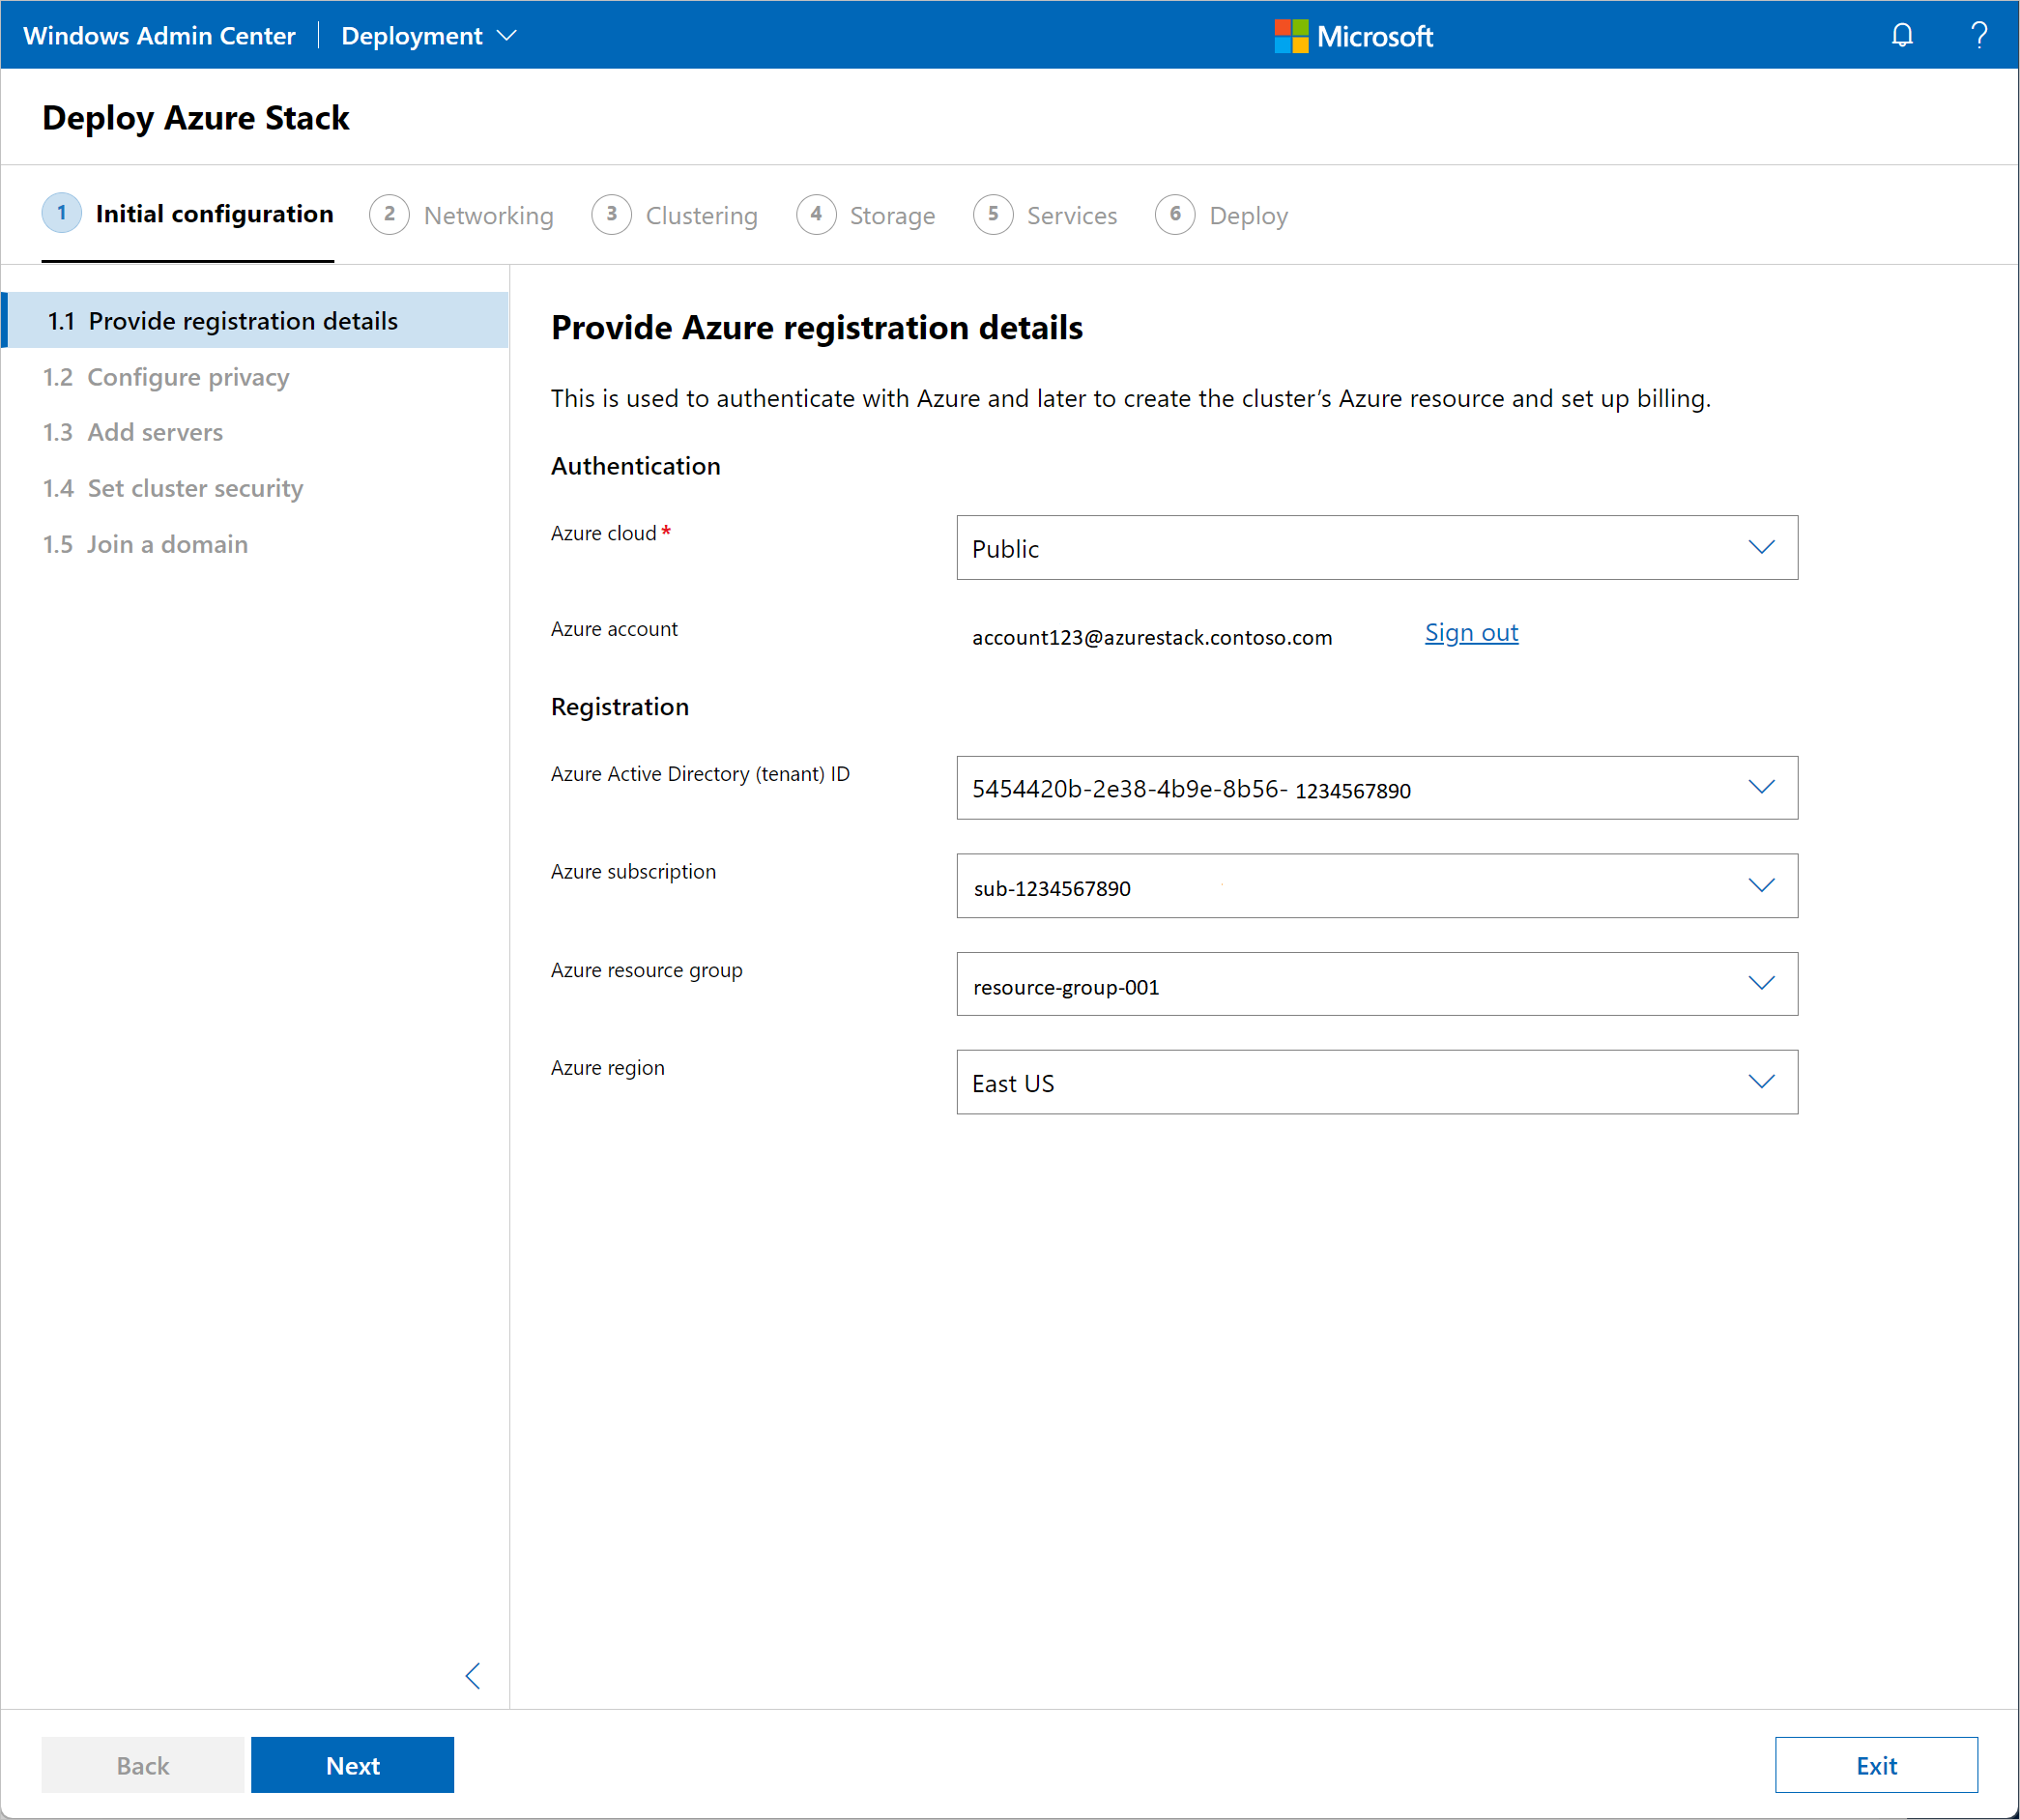 Windows Admin Center Deployment Microsoft ?
Deploy Azure Stack
1 Initial configuration 2 Networking 3 Clustering 4 Storage 5 Services 6 Deploy
1.1 Provide registration details
1.2 Configure privacy
1.3 Add servers
1.4 Set cluster security
1.5 Join a domain
Provide Azure registration details
This is used to authenticate with Azure and later to create the cluster’s Azure resource and set up billing.
Authentication
Azure cloud * Public
Azure account account123@azurestack.contoso.com Sign out
Registration
Azure Active Directory (tenant) ID 5454420b-2e38-4b9e-8b56- 1234567890
Azure subscription sub-1234567890
Azure resource group resource-group-001
Azure region East US
Back Next Exit